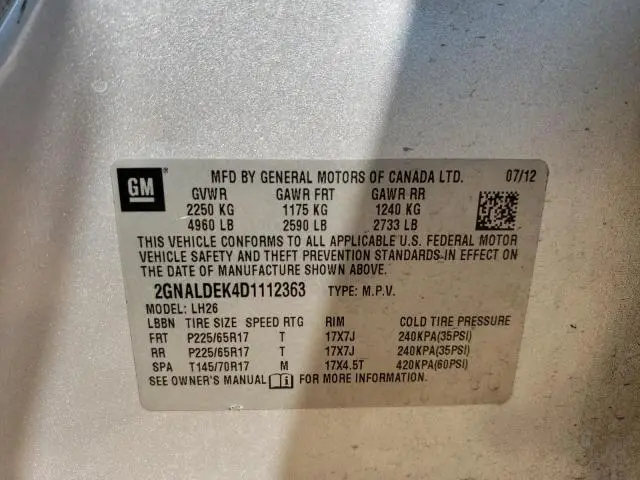 GM ® MFD BY GENERAL MOTORS OF CANADA LTD. 07/12
GVWR GAWR FRT GAWR RR
2250 KG 1175 KG 1240 KG
4960 LB 2590 LB 2733 LB
THIS VEHICLE CONFORMS TO ALL APPLICABLE U.S. FEDERAL MOTOR
VEHICLE SAFETY AND THEFT PREVENTION STANDARDS IN EFFECT ON
THE DATE OF MANUFACTURE SHOWN ABOVE.
2GNALDEK4D1112363 TYPE: M.P.V.
MODEL: LH26
LBBN TIRE SIZE SPEED RTG RIM COLD TIRE PRESSURE
FRT P225/65R17 T 17X7J 240KPA(35PSI)
RR P225/65R17 T 17X7J 240KPA(35PSI)
SPA T145/70R17 M 17X4.5T 420KPA(60PSI)
SEE OWNER'S MANUAL i FOR MORE INFORMATION.